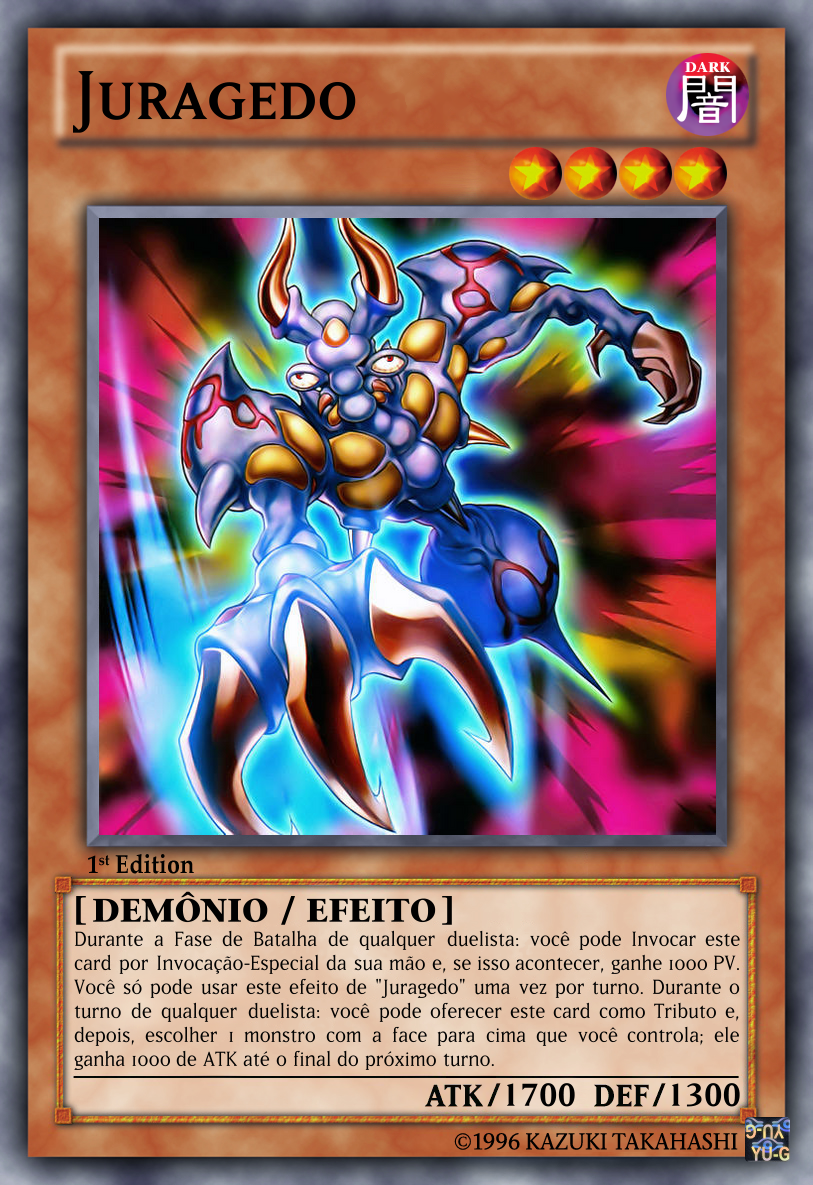 JURAGEDO
DARK
闇
1st Edition
[ DEMÔNIO / EFEITO ]
Durante a Fase de Batalha de qualquer duelista: você pode Invocar este
card por Invocação-Especial da sua mão e, se isso acontecer, ganhe 1000 PV.
Você só pode usar este efeito de "Juragedo" uma vez por turno. Durante o
turno de qualquer duelista: você pode oferecer este card como Tributo e,
depois, escolher 1 monstro com a face para cima que você controla; ele
ganha 1000 de ATK até o final do próximo turno.
ATK/1700 DEF/1300
©1996 KAZUKI TAKAHASHI
YU-G